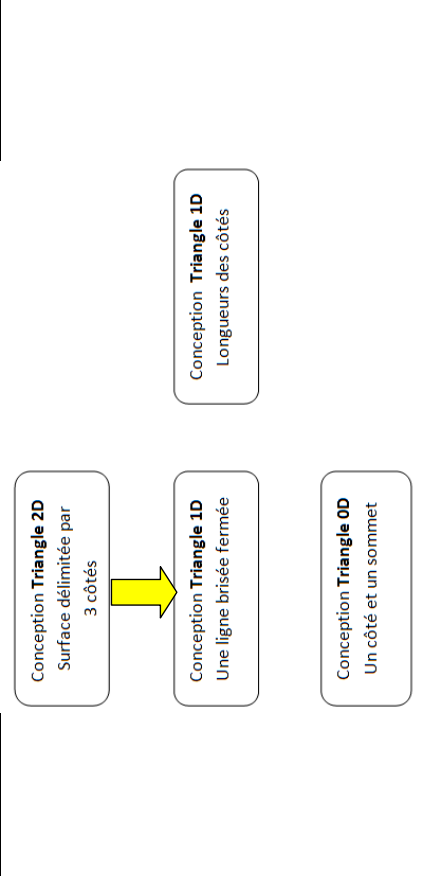 Conception Triangle 2D
Surface délimitée par
3 côtés
Conception Triangle 1D
Une ligne brisée fermée
Conception Triangle 1D
Longueurs des côtés
Conception Triangle 0D
Un côté et un sommet